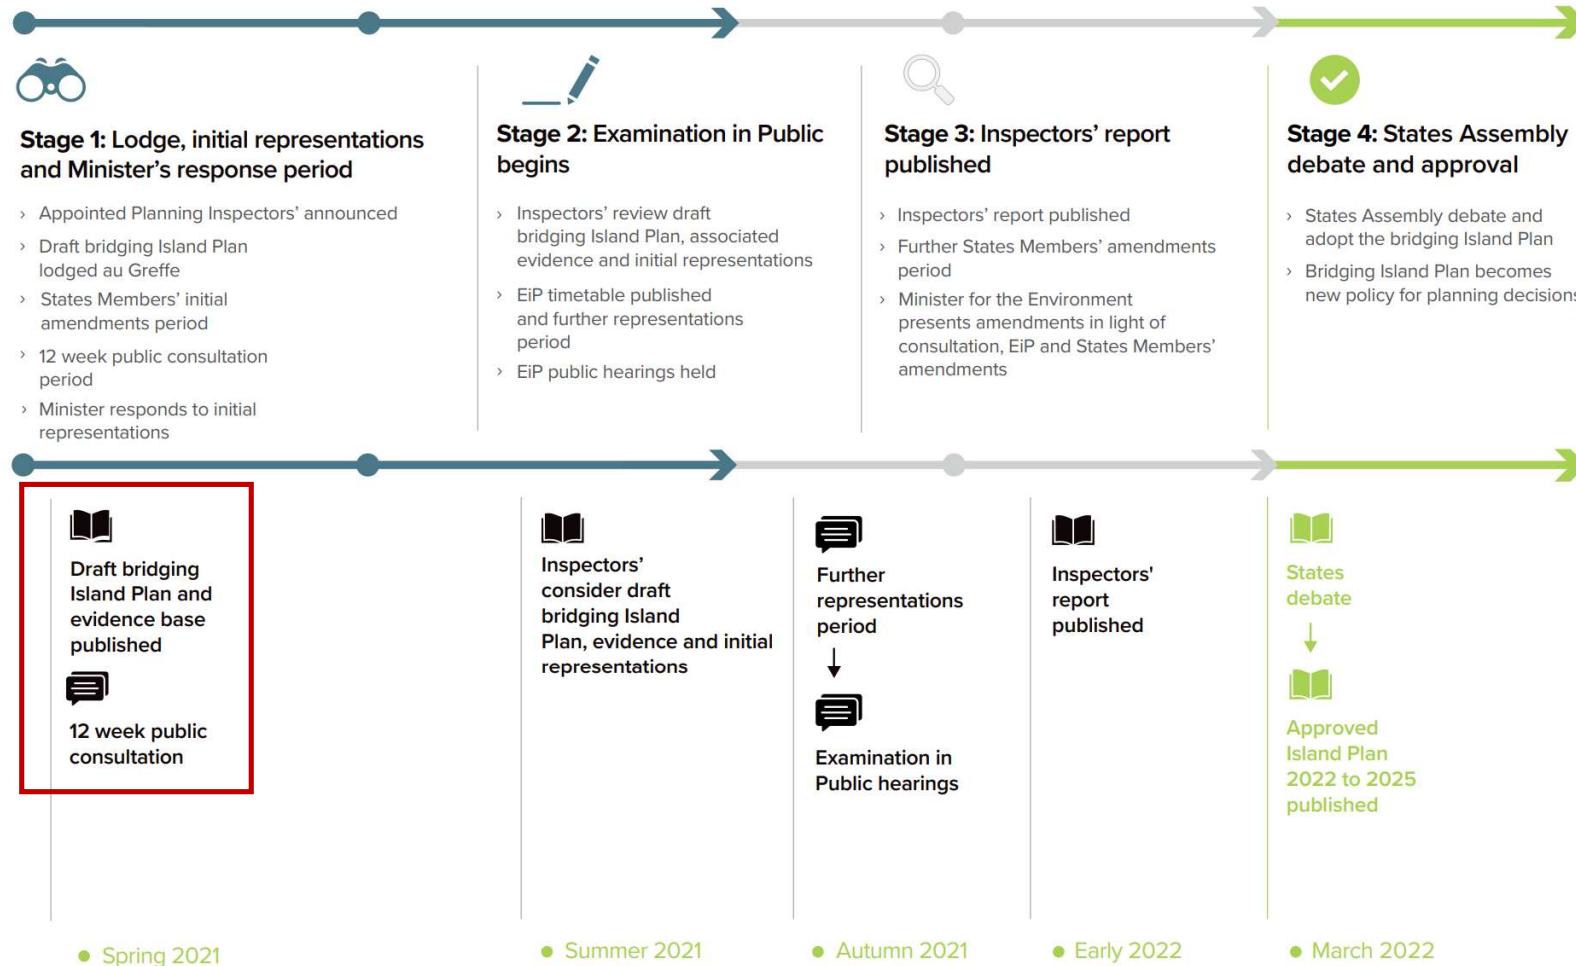 Stage 1: Lodge, initial representations
and Minister's response period
› Appointed Planning Inspectors' announced
› Draft bridging Island Plan
lodged au Greffe
› States Members' initial
amendments period
› 12 week public consultation
period
› Minister responds to initial
representations
Stage 2: Examination in Public
begins
› Inspectors' review draft
bridging Island Plan, associated
evidence and initial representations
› EiP timetable published
and further representations
period
› EiP public hearings held
Stage 3: Inspectors' report
published
› Inspectors' report published
› Further States Members' amendments
period
› Minister for the Environment
presents amendments in light of
consultation, EiP and States Members'
amendments
Stage 4: States Assembly
debate and approval
› States Assembly debate and
adopt the bridging Island Plan
› Bridging Island Plan becomes
new policy for planning decisions
Draft bridging
Island Plan and
evidence base
published
12 week public
consultation
Inspectors'
consider draft
bridging Island
Plan, evidence and initial
representations
Further
representations
period
Examination in
Public hearings
Inspectors'
report
published
States
debate
Approved
Island Plan
2022 to 2025
published
• Spring 2021
• Summer 2021
• Autumn 2021
• Early 2022
• March 2022